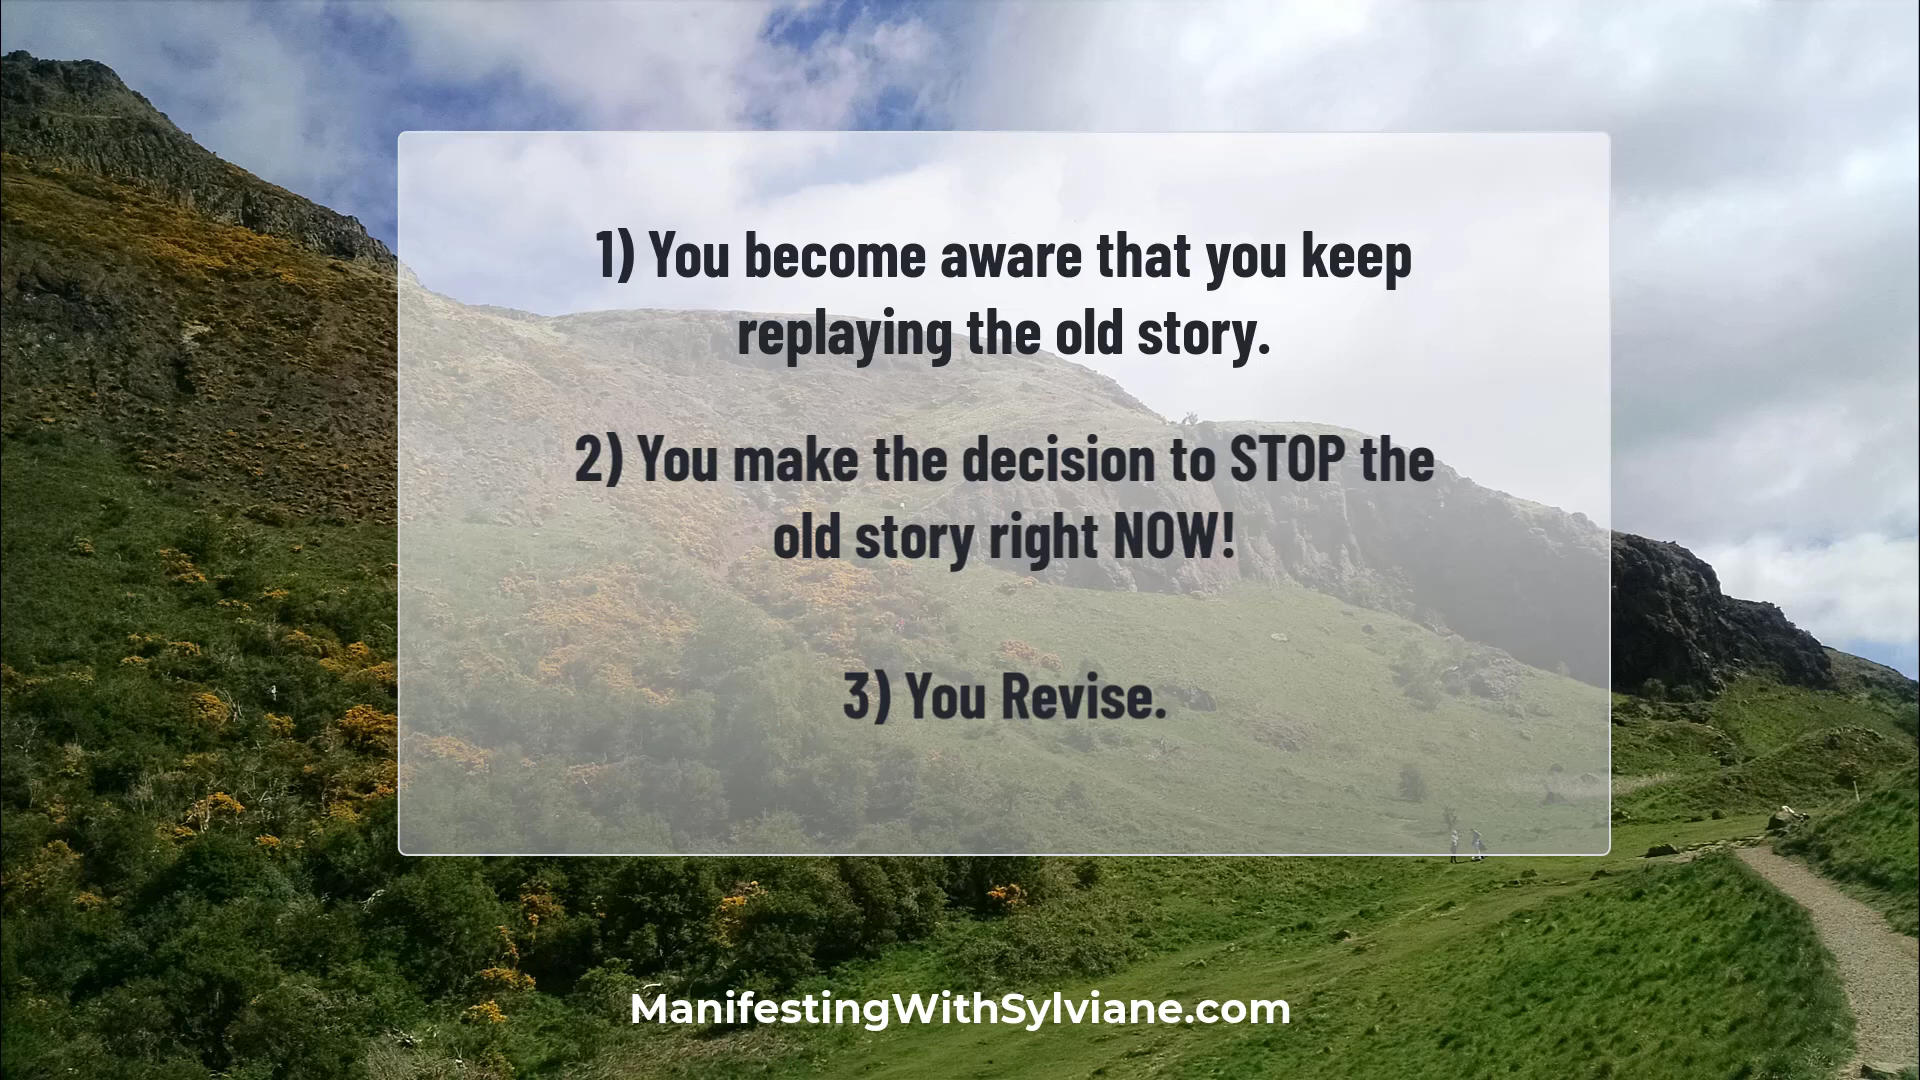 1) You become aware that you keep
replaying the old story.
2) You make the decision to STOP the
old story right NOW!
3) You Revise.
ManifestingWithSylviane.com